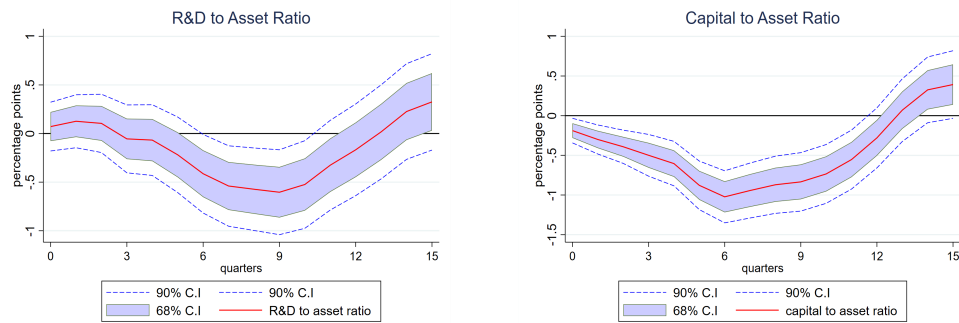 R&D to Asset Ratio
percentage points
1
.5
0
-.5
-1
0 3 6 9 12 15
quarters
90% C.I 90% C.I
68% C.I R&D to asset ratio
Capital to Asset Ratio
percentage points
1
.5
0
-.5
-1
-1.5
0 3 6 9 12 15
quarters
90% C.I 90% C.I
68% C.I capital to asset ratio